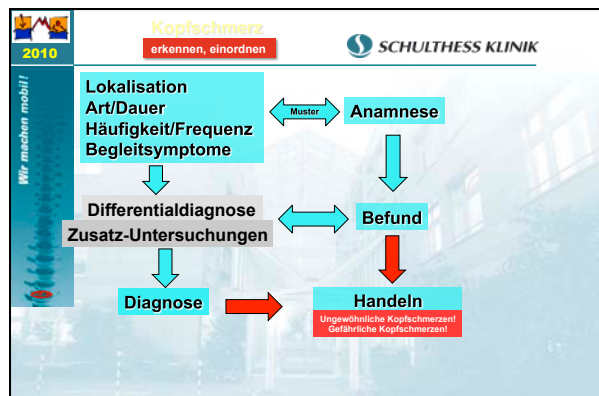 Kopfschmerz
erkennen, einordnen
2010
SCHULTHESS KLINIK
Wir machen mobil!
Lokalisation
Art/Dauer
Häufigkeit/Frequenz
Begleitsymptome
Muster
Anamnese
Differentialdiagnose
Zusatz-Untersuchungen
Befund
Diagnose
Handeln
Ungewöhnliche Kopfschmerzen!
Gefährliche Kopfschmerzen!